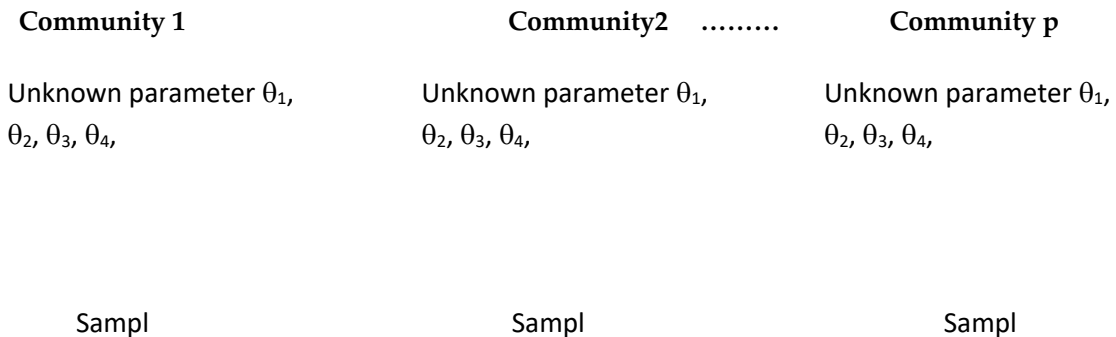 Community 1 Community2 ......... Community p
Unknown parameter θ₁, Unknown parameter θ₁, Unknown parameter θ₁,
θ₂, θ₃, θ₄, θ₂, θ₃, θ₄, θ₂, θ₃, θ₄,
Sampl Sampl Sampl